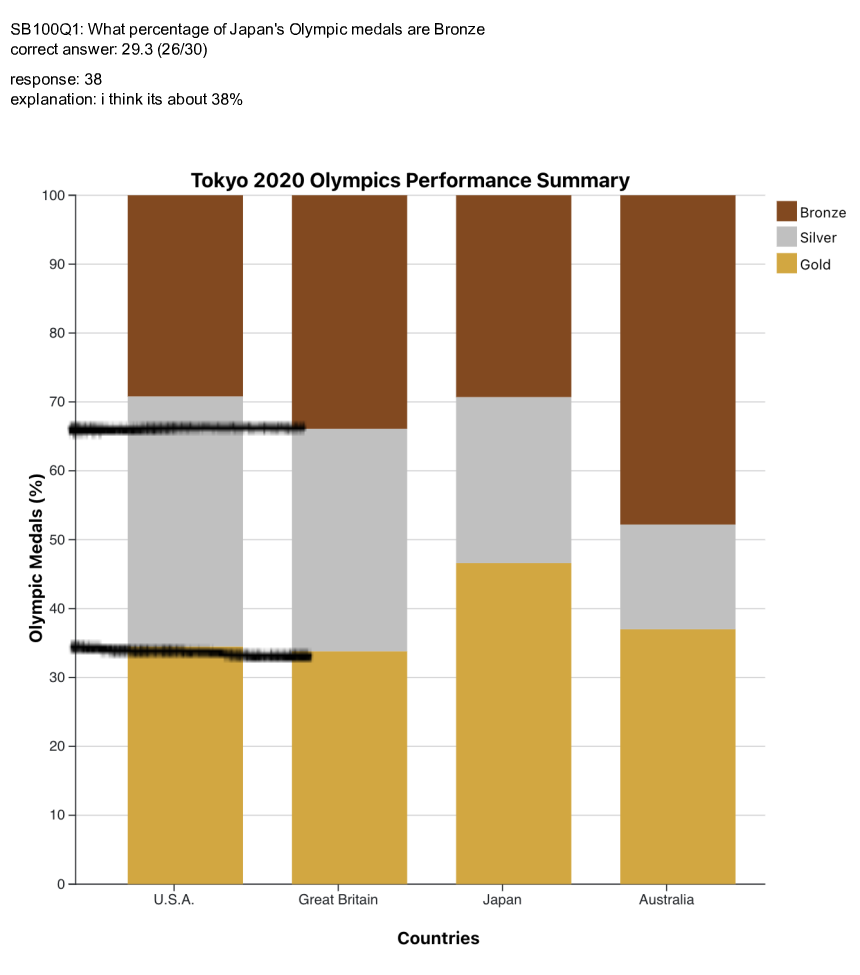 SB100Q1: What percentage of Japan's Olympic medals are Bronze
correct answer: 29.3 (26/30)
response: 38
explanation: i think its about 38%
Tokyo 2020 Olympics Performance Summary
100
90
80
70
60
50
40
30
20
10
0
Olympic Medals (%)
Bronze
Silver
Gold
U.S.A.
Great Britain
Japan
Australia
Countries